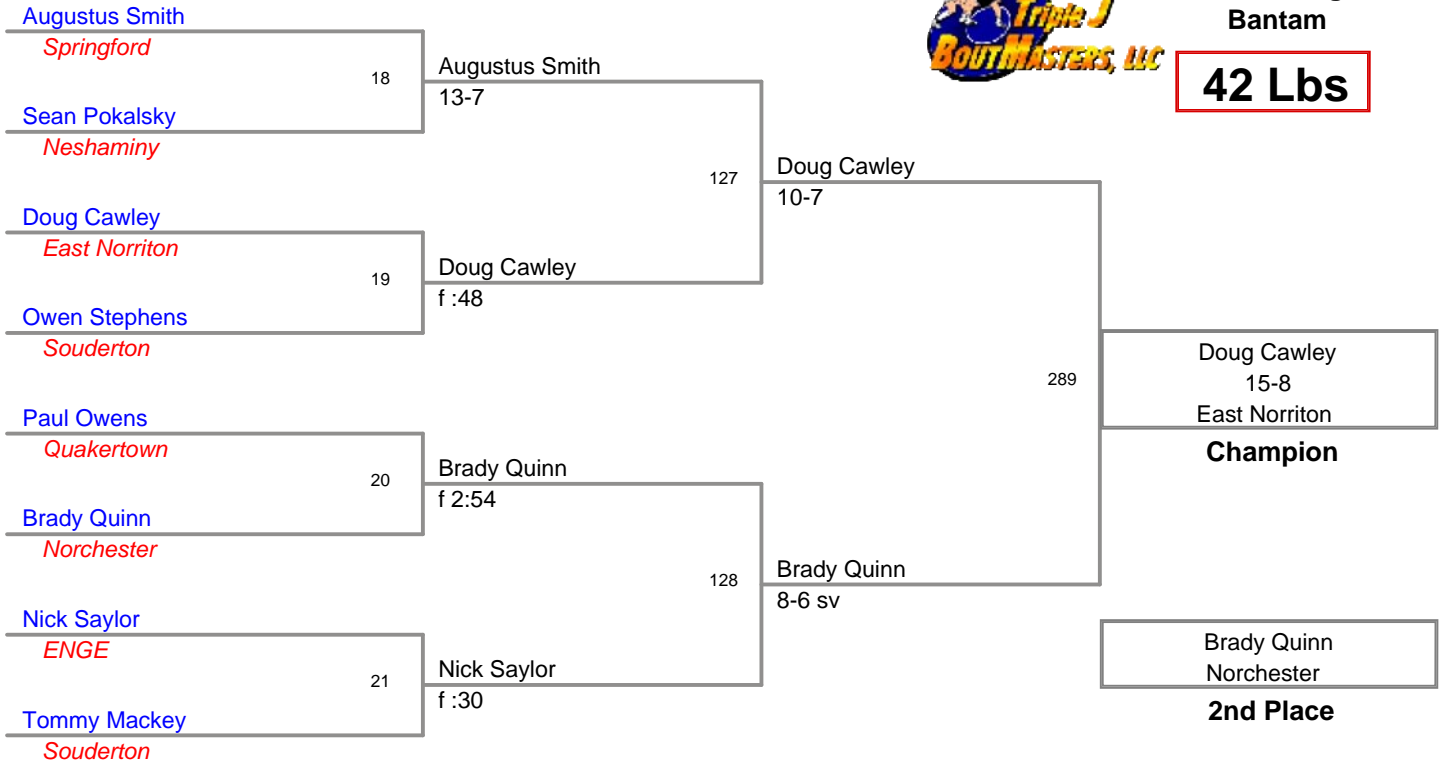 Triple J
BoutMasters, LLC
Bantam
42 Lbs
Augustus Smith
Springford
18
Sean Pokalsky
Neshaminy
Augustus Smith
13-7
Doug Cawley
East Norriton
19
Owen Stephens
Souderton
Doug Cawley
f :48
127
Doug Cawley
10-7
Paul Owens
Quakertown
20
Brady Quinn
Norchester
Brady Quinn
f 2:54
Nick Saylor
ENGE
21
Tommy Mackey
Souderton
Nick Saylor
f :30
128
Brady Quinn
8-6 sv
289
Doug Cawley
15-8
East Norriton
Champion
Brady Quinn
Norchester
2nd Place